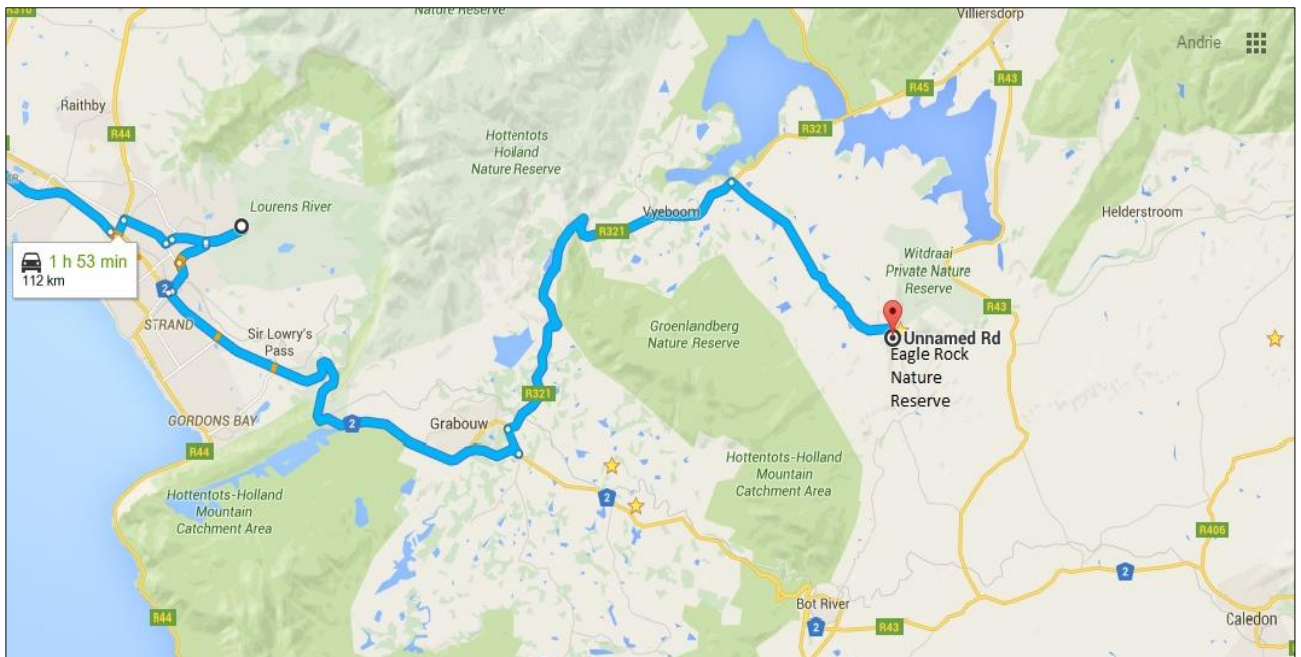 R310
Nature Reserve
Villiersdorp
Andrie
R43
Raithby
R44
R45
R321
Hottentots
Holland
Nature Reserve
Lourens River
Vyeboom
R321
Helderstroom
1 h 53 min
112 km
Witdraai
Private Nature
Reserve
2
STRAND
Sir Lowry's
Pass
R43
Groenlandberg
Nature Reserve
Unnamed Rd
Eagle Rock
Nature
Reserve
R321
GORDONS BAY
2
Grabouw
R44
Hottentots-Holland
Mountain
Catchment Area
Hottentots-Holland
Mountain
Catchment Area
2
R406
2
Bot River
R44
2
R43
Caledon